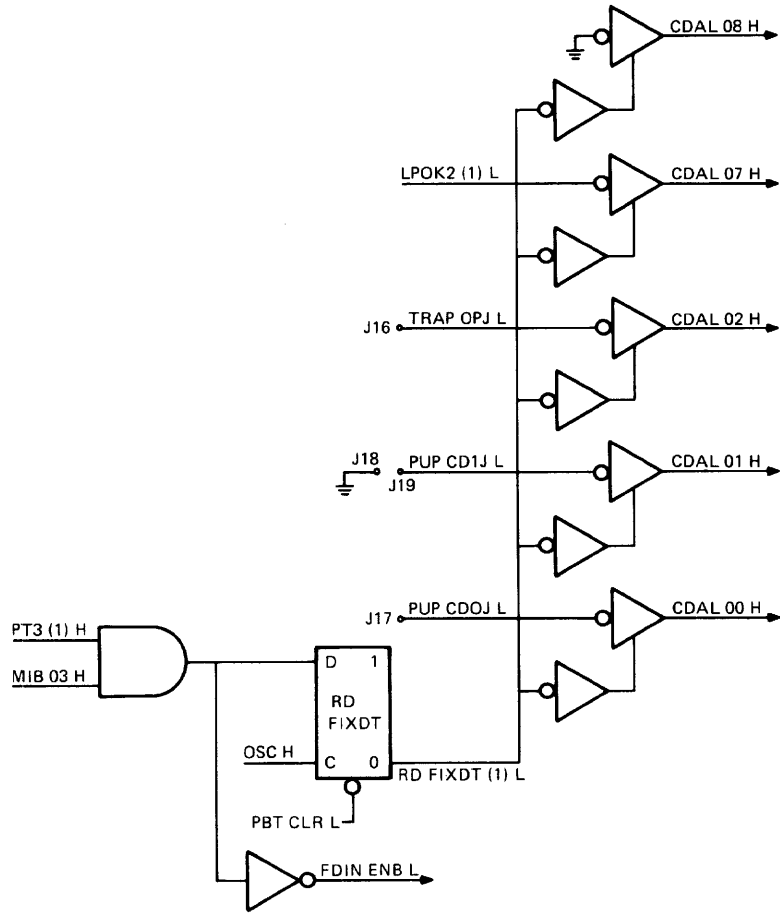 CDAL 08 H
LPOK2 (1) L
CDAL 07 H
J16
TRAP OPJ L
CDAL 02 H
J18
J19
PUP CD1J L
CDAL 01 H
J17
PUP CD0J L
CDAL 00 H
PT3 (1) H
MIB 03 H
D 1
RD
FIXDT
OSC H
C 0
RD FIXDT (1) L
PBT CLR L
FDIN ENB L